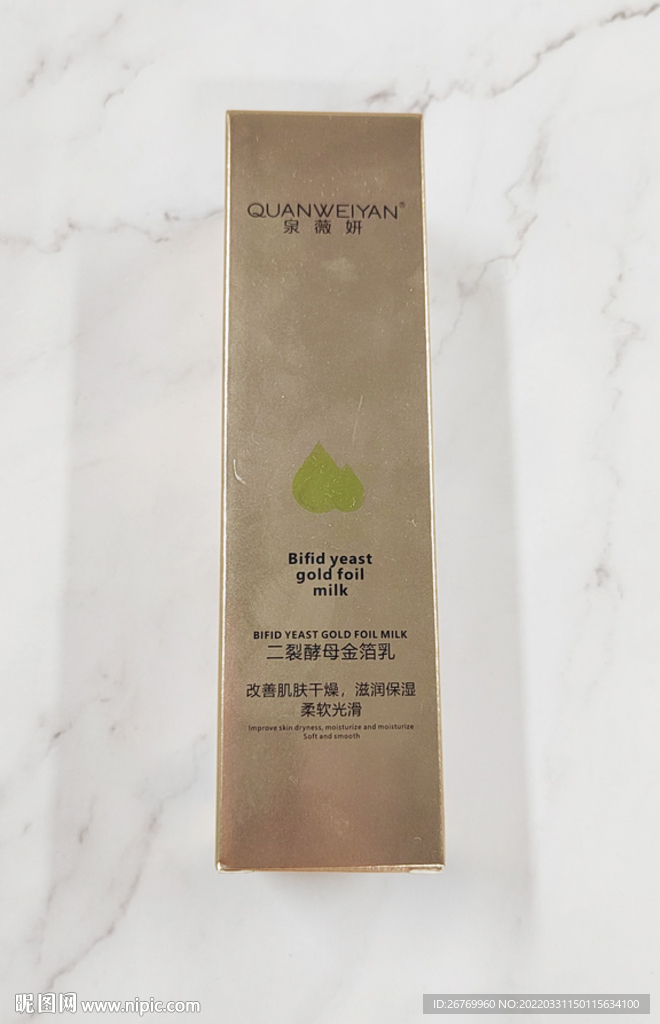 QUANWEIYAN®
泉薇妍
Bifid yeast
gold foil
milk
BIFID YEAST GOLD FOIL MILK
二裂酵母金箔乳
改善肌肤干燥，滋润保湿
柔软光滑
Improve skin dryness, moisturize and moisturize
Soft and smooth
昵图网 www.nipic.com
ID:26769960 NO:20220331150115634100